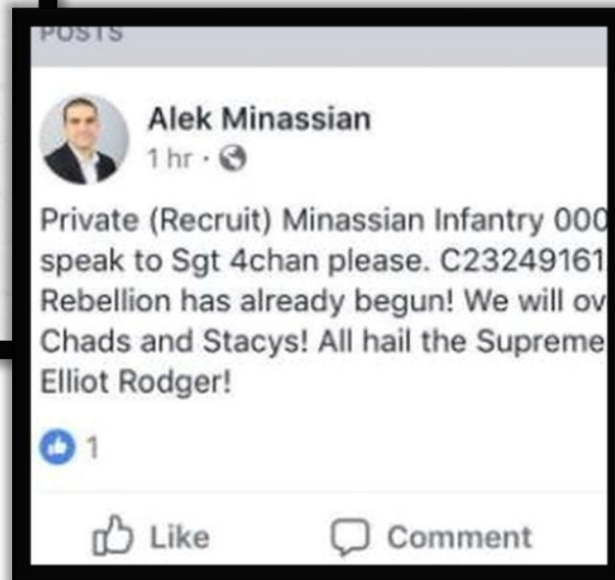 POSTS
Alek Minassian
1 hr ·
Private (Recruit) Minassian Infantry 000
speak to Sgt 4chan please. C23249161
Rebellion has already begun! We will ov
Chads and Stacys! All hail the Supreme
Elliot Rodger!
1
Like
Comment